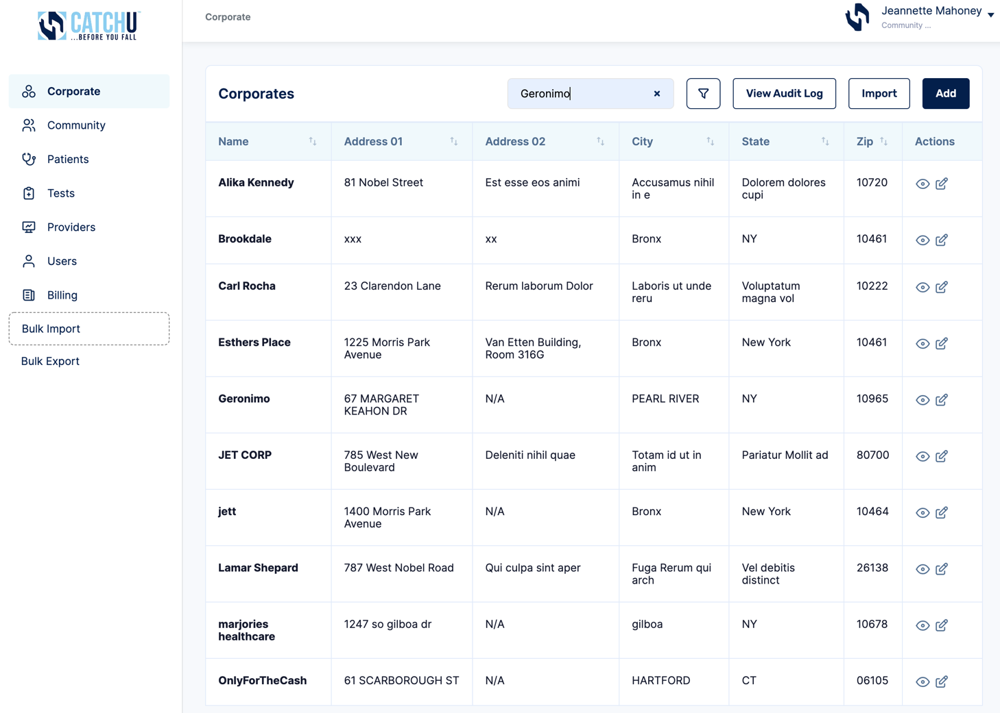 CATCHU
...BEFORE YOU FALL
Corporate
Jeannette Mahoney
Community ...
Corporate
Community
Patients
Tests
Providers
Users
Billing
Bulk Import
Bulk Export
Corporates
Geronimo
View Audit Log
Import
Add
Name
Address 01
Address 02
City
State
Zip
Actions
Alika Kennedy
81 Nobel Street
Est esse eos animi
Accusamus nihil
in e
Dolorem dolores
cupi
10720
Brookdale
xxx
xx
Bronx
NY
10461
Carl Rocha
23 Clarendon Lane
Rerum laborum Dolor
Laboris ut unde
reru
Voluptatum
magna vol
10222
Esthers Place
1225 Morris Park
Avenue
Van Etten Building,
Room 316G
Bronx
New York
10461
Geronimo
67 MARGARET
KEAHON DR
N/A
PEARL RIVER
NY
10965
JET CORP
785 West New
Boulevard
Deleniti nihil quae
Totam id ut in
anim
Pariatur Mollit ad
80700
jett
1400 Morris Park
Avenue
N/A
Bronx
New York
10464
Lamar Shepard
787 West Nobel Road
Qui culpa sint aper
Fuga Rerum qui
arch
Vel debitis
distinct
26138
marjories
healthcare
1247 so gilboa dr
N/A
gilboa
NY
10678
OnlyForTheCash
61 SCARBOROUGH ST
N/A
HARTFORD
CT
06105